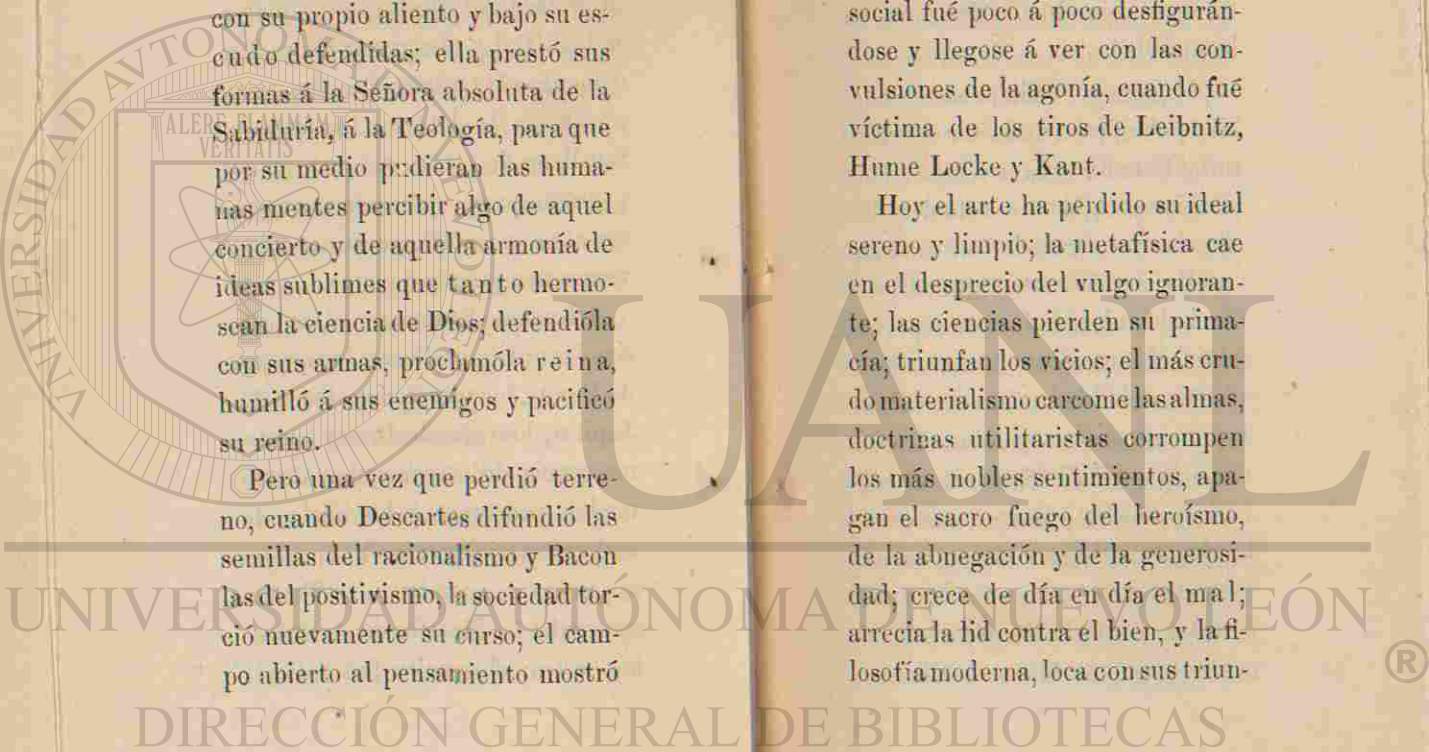 con su propio aliento y bajo su es-
cudo defendidas; ella prestó sus
formas á la Señora absoluta de la
Sabiduría, á la Teología, para que
por su medio pudieran las huma-
nas mentes percibir algo de aquel
concierto y de aquella armonía de
ideas sublimes que tanto hermo-
sean la ciencia de Dios; defendióla
con sus armas, proclamóla reina,
humilló á sus enemigos y pacificó
su reino.
Pero una vez que perdió terre-
no, cuando Descartes difundió las
semillas del racionalismo y Bacon
las del positivismo, la sociedad tor-
ció nuevamente su curso; el cam-
po abierto al pensamiento mostró
social fué poco á poco desfigurán-
dose y llegose á ver con las con-
vulsiones de la agonía, cuando fué
víctima de los tiros de Leibnitz,
Hume Locke y Kant.
Hoy el arte ha perdido su ideal
sereno y limpio; la metafísica cae
en el desprecio del vulgo ignoran-
te; las ciencias pierden su prima-
cía; triunfan los vicios; el más cru-
do materialismo carcome las almas,
doctrinas utilitaristas corrompen
los más nobles sentimientos, apa-
gan el sacro fuego del heroísmo,
de la abnegación y de la generosi-
dad; crece de día en día el mal;
arrecia la lid contra el bien, y la fi-
losofía moderna, loca con sus triun-
UNIVERSIDAD AUTÓNOMA DE NUEVO LEÓN
ALERE FLAMMAM
VERITATIS
UANL
UNIVERSIDAD AUTÓNOMA DE NUEVO LEÓN
®
DIRECCIÓN GENERAL DE BIBLIOTECAS